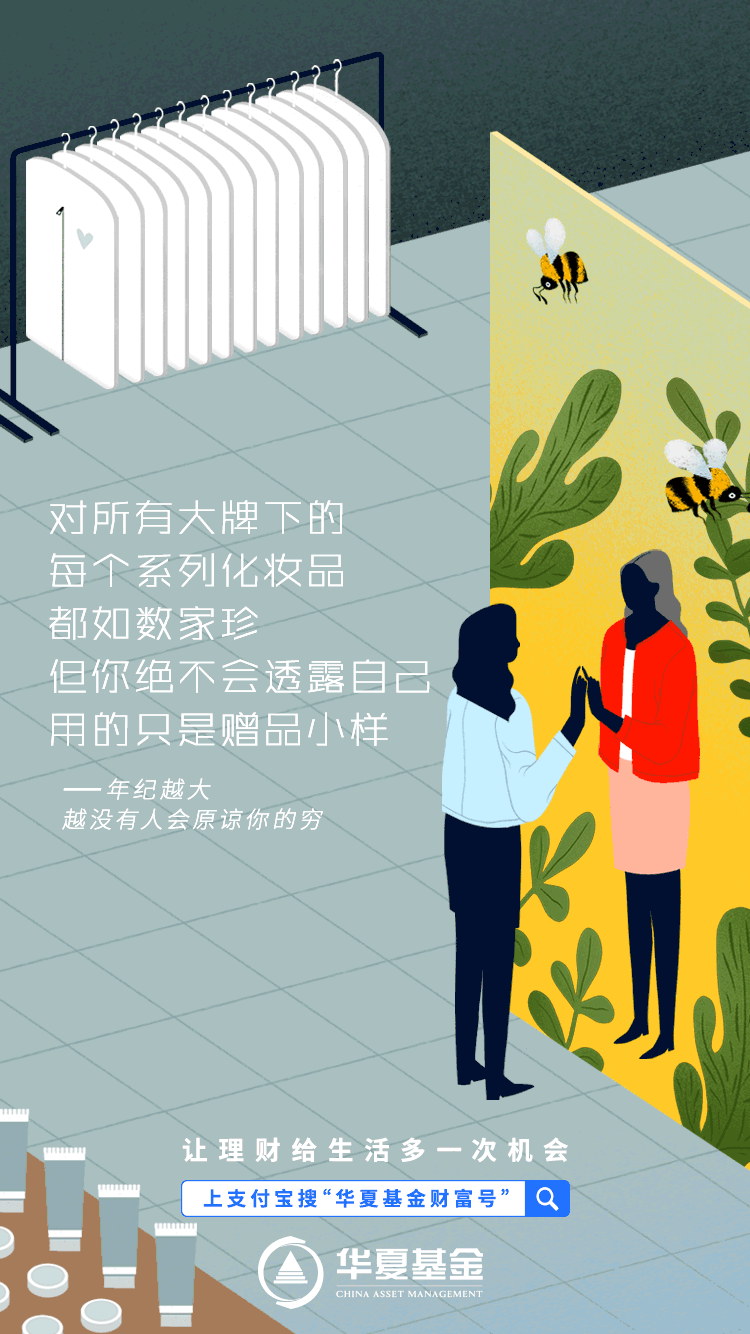 对所有大牌下的
每个系列化妆品
都如数家珍
但你绝不会透露自己
用的只是赠品小样
——年纪越大
越没有人会原谅你的穷
让理财给生活多一次机会
上支付宝搜“华夏基金财富号”
华夏基金
CHINA ASSET MANAGEMENT